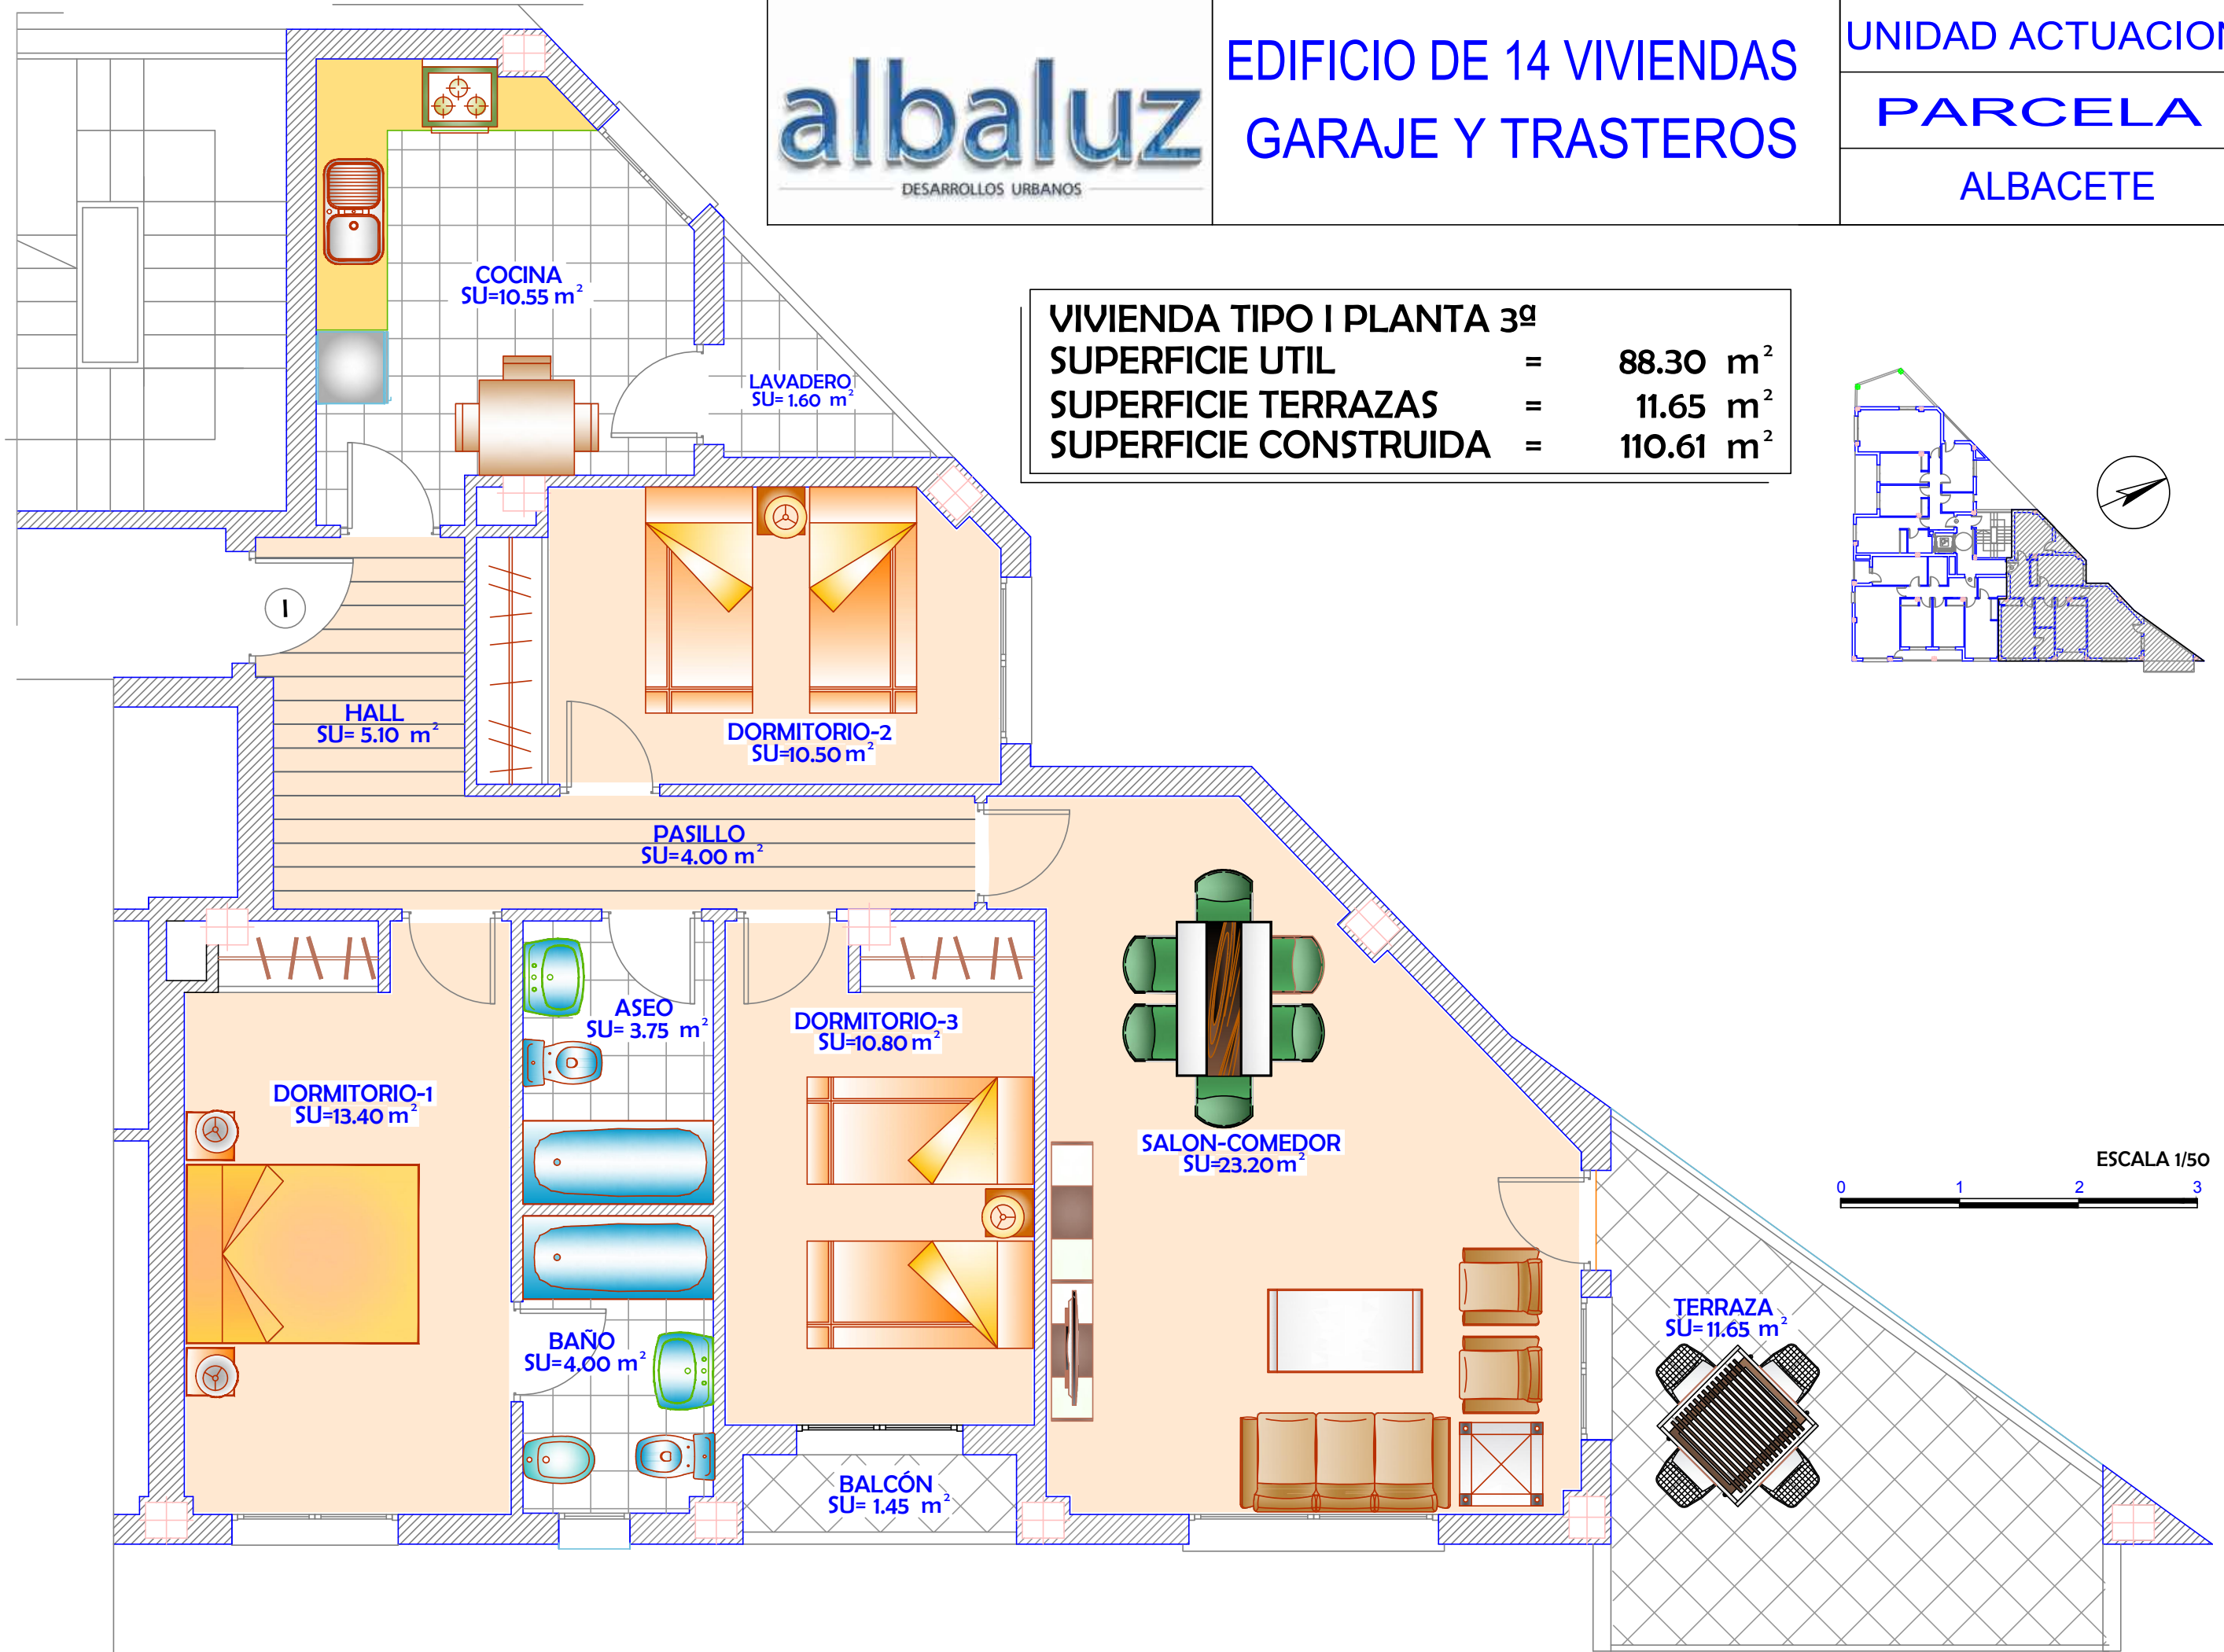 albaluz
DESARROLLOS URBANOS
EDIFICIO DE 14 VIVIENDAS
GARAJE Y TRASTEROS
UNIDAD ACTUACION
PARCELA
ALBACETE
VIVIENDA TIPO I PLANTA 3ª
SUPERFICIE UTIL = 88.30 m²
SUPERFICIE TERRAZAS = 11.65 m²
SUPERFICIE CONSTRUIDA = 110.61 m²
COCINA
SU=10.55 m²
LAVADERO
SU= 1.60 m²
I
HALL
SU= 5.10 m²
DORMITORIO-2
SU=10.50 m²
PASILLO
SU=4.00 m²
ASEO
SU= 3.75 m²
DORMITORIO-3
SU=10.80 m²
DORMITORIO-1
SU=13.40 m²
SALON-COMEDOR
SU=23.20 m²
ESCALA 1/50
0 1 2 3
TERRAZA
SU= 11.65 m²
BAÑO
SU=4.00 m²
BALCÓN
SU= 1.45 m²